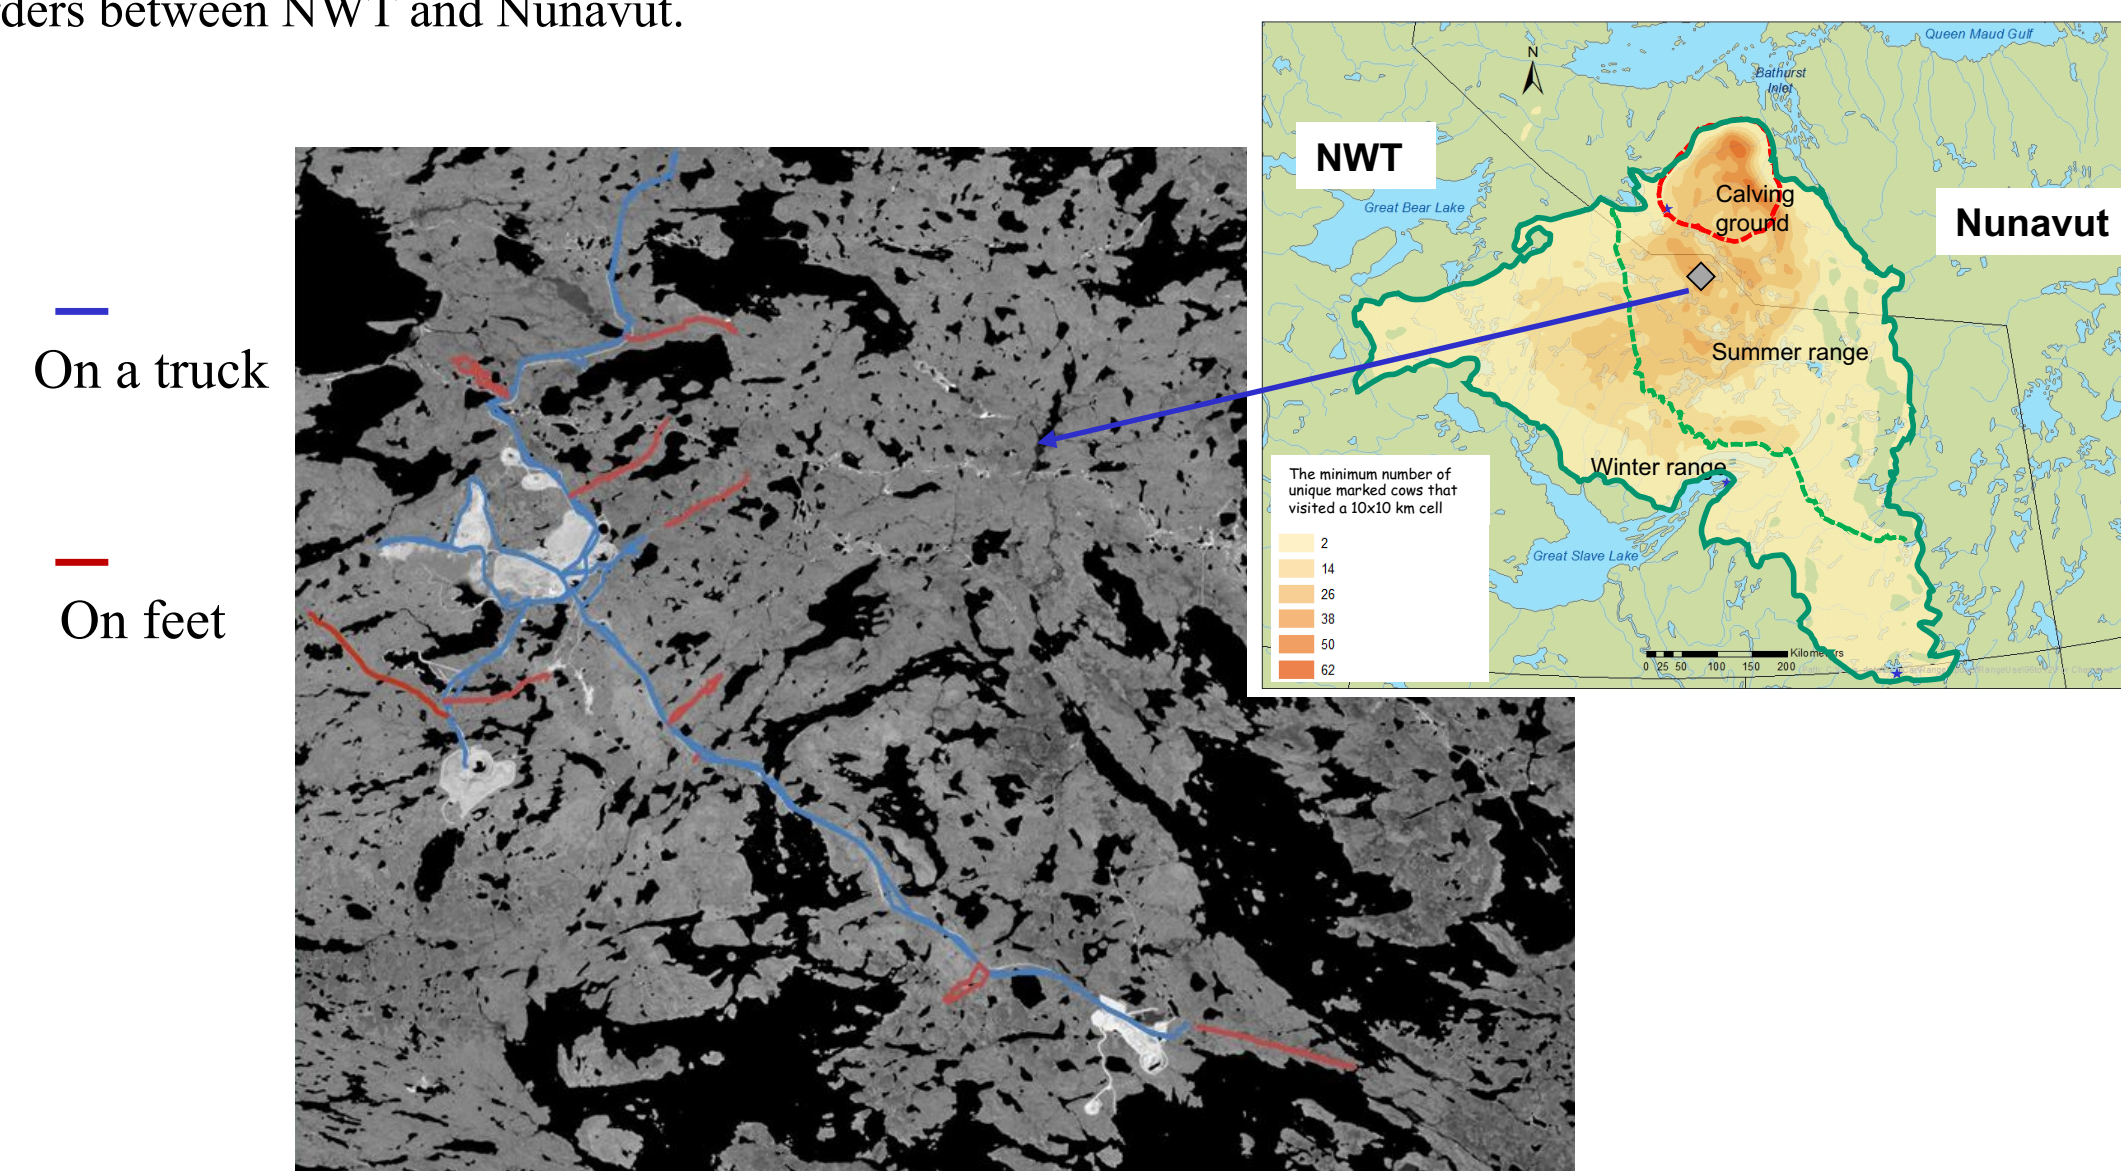 rders between NWT and Nunavut.
On a truck
On feet
N
Queen Maud Gulf
Bathurst
Inlet
NWT
Great Bear Lake
Calving
ground
Nunavut
Summer range
Winter range
Great Slave Lake
The minimum number of
unique marked cows that
visited a 10x10 km cell
2
14
26
38
50
62
Kilometers
0 25 50 100 150 200